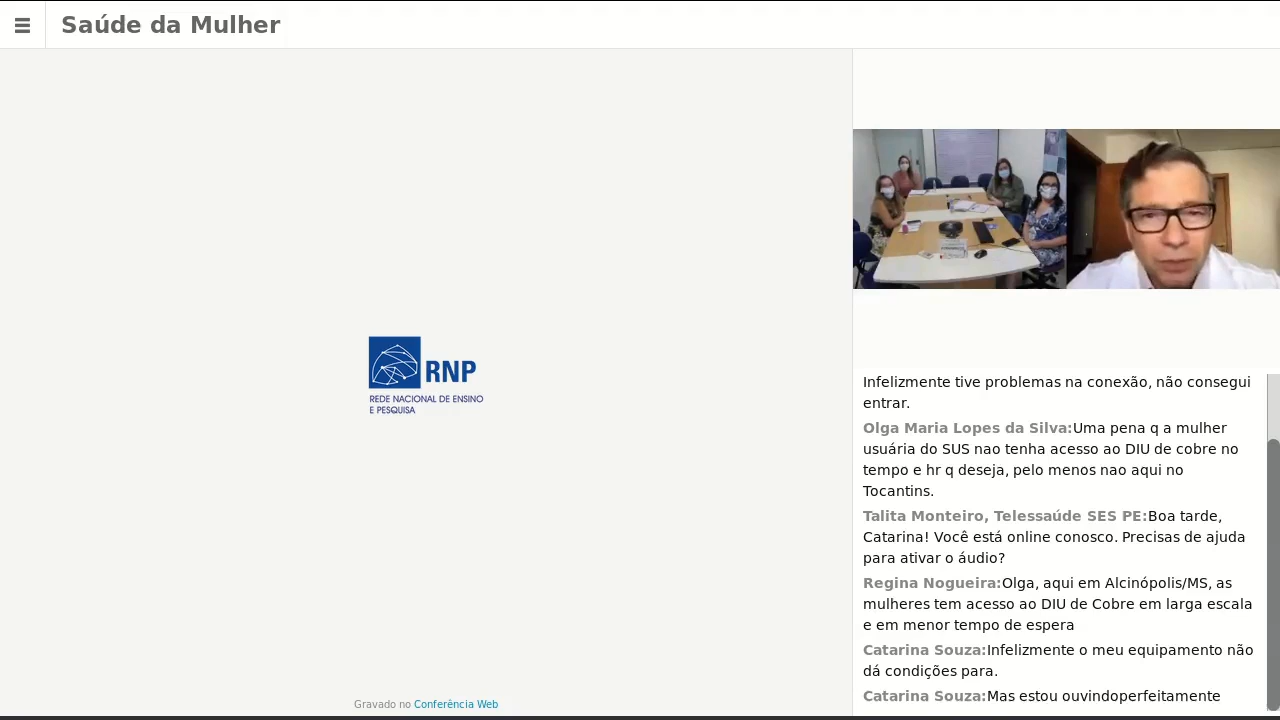 Saúde da Mulher
RNP
REDE NACIONAL DE ENSINO
E PESQUISA
Gravado no Conferência Web
Infelizmente tive problemas na conexão, não consegui
entrar.
Olga Maria Lopes da Silva:Uma pena q a mulher
usuária do SUS nao tenha acesso ao DIU de cobre no
tempo e hr q deseja, pelo menos nao aqui no
Tocantins.
Talita Monteiro, Telessaúde SES PE:Boa tarde,
Catarina! Você está online conosco. Precisas de ajuda
para ativar o áudio?
Regina Nogueira:Olga, aqui em Alcinópolis/MS, as
mulheres tem acesso ao DIU de Cobre em larga escala
e em menor tempo de espera
Catarina Souza:Infelizmente o meu equipamento não
dá condições para.
Catarina Souza:Mas estou ouvindoperfeitamente